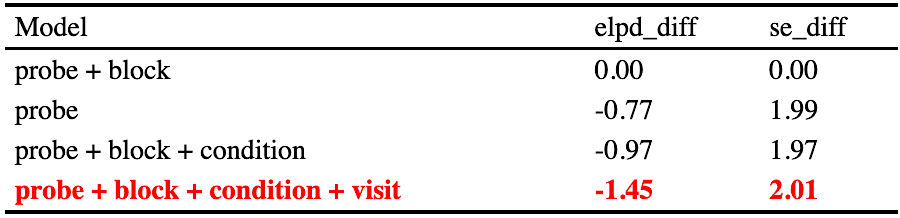 Model elpd_diff se_diff
probe + block 0.00 0.00
probe -0.77 1.99
probe + block + condition -0.97 1.97
probe + block + condition + visit -1.45 2.01